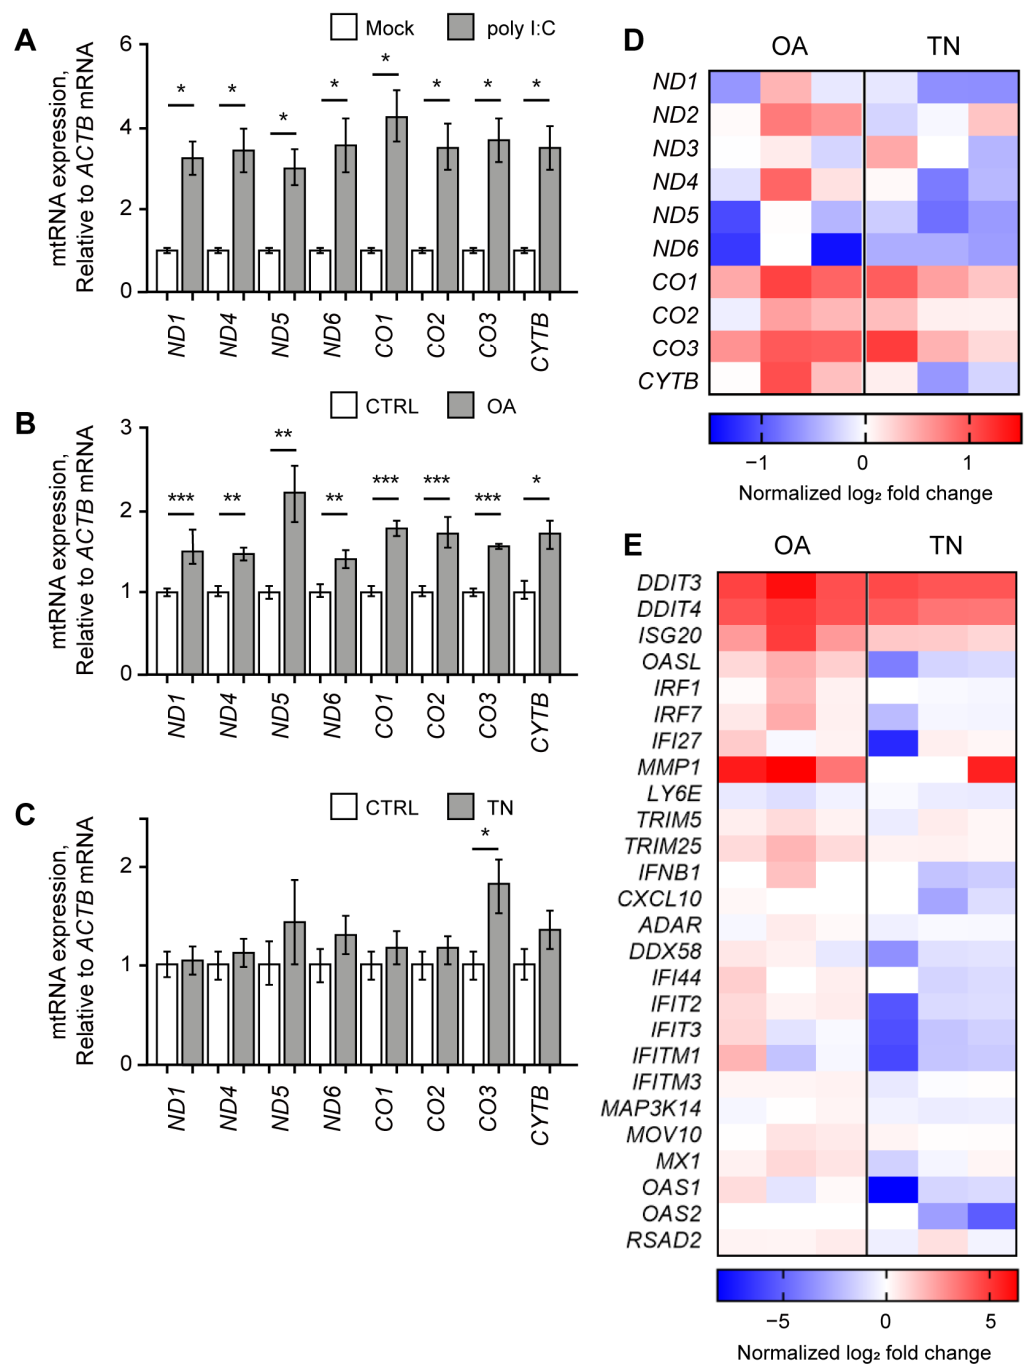 A
Mock
poly I:C
mtRNA expression,
Relative to ACTB mRNA
6
4
2
0
* * * * * * * *
ND1 ND4 ND5 ND6 CO1 CO2 CO3 CYTB
B
CTRL
OA
mtRNA expression,
Relative to ACTB mRNA
3
2
1
0
*** ** ** ** *** *** *** *
ND1 ND4 ND5 ND6 CO1 CO2 CO3 CYTB
C
CTRL
TN
mtRNA expression,
Relative to ACTB mRNA
2
1
0
*
ND1 ND4 ND5 ND6 CO1 CO2 CO3 CYTB
D
OA
TN
ND1
ND2
ND3
ND4
ND5
ND6
CO1
CO2
CO3
CYTB
−1 0 1
Normalized log₂ fold change
E
OA
TN
DDIT3
DDIT4
ISG20
OASL
IRF1
IRF7
IFI27
MMP1
LY6E
TRIM5
TRIM25
IFNB1
CXCL10
ADAR
DDX58
IFI44
IFIT2
IFIT3
IFITM1
IFITM3
MAP3K14
MOV10
MX1
OAS1
OAS2
RSAD2
−5 0 5
Normalized log₂ fold change